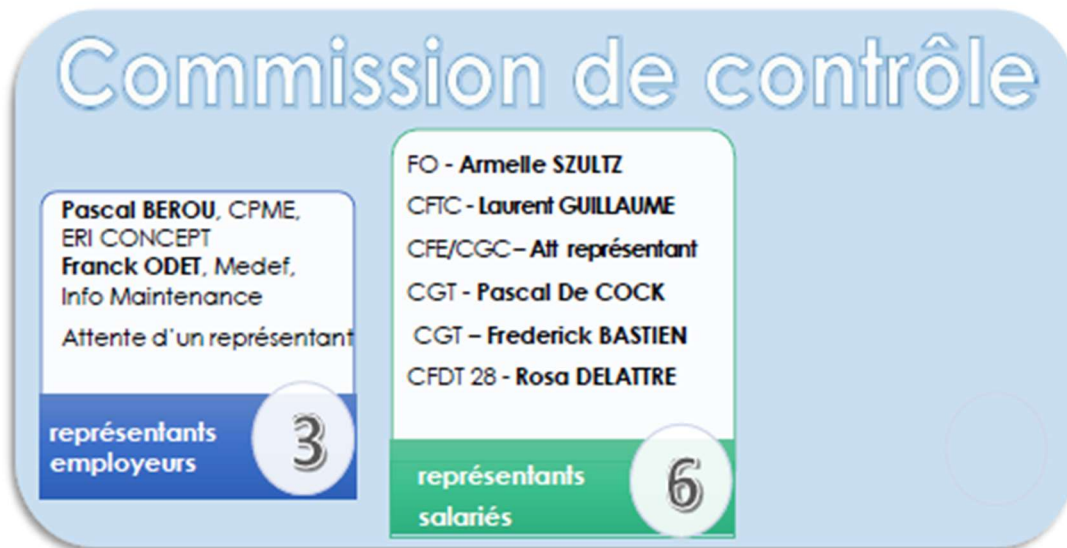 Commission de contrôle
Pascal BEROU, CPME,
ERI CONCEPT
Franck ODET, Medef,
Info Maintenance
Attente d'un représentant
représentants
employeurs
3
FO - Armelle SZULTZ
CFTC - Laurent GUILLAUME
CFE/CGC – Att représentant
CGT - Pascal De COCK
CGT – Frederick BASTIEN
CFDT 28 - Rosa DELATTRE
représentants
salariés
6